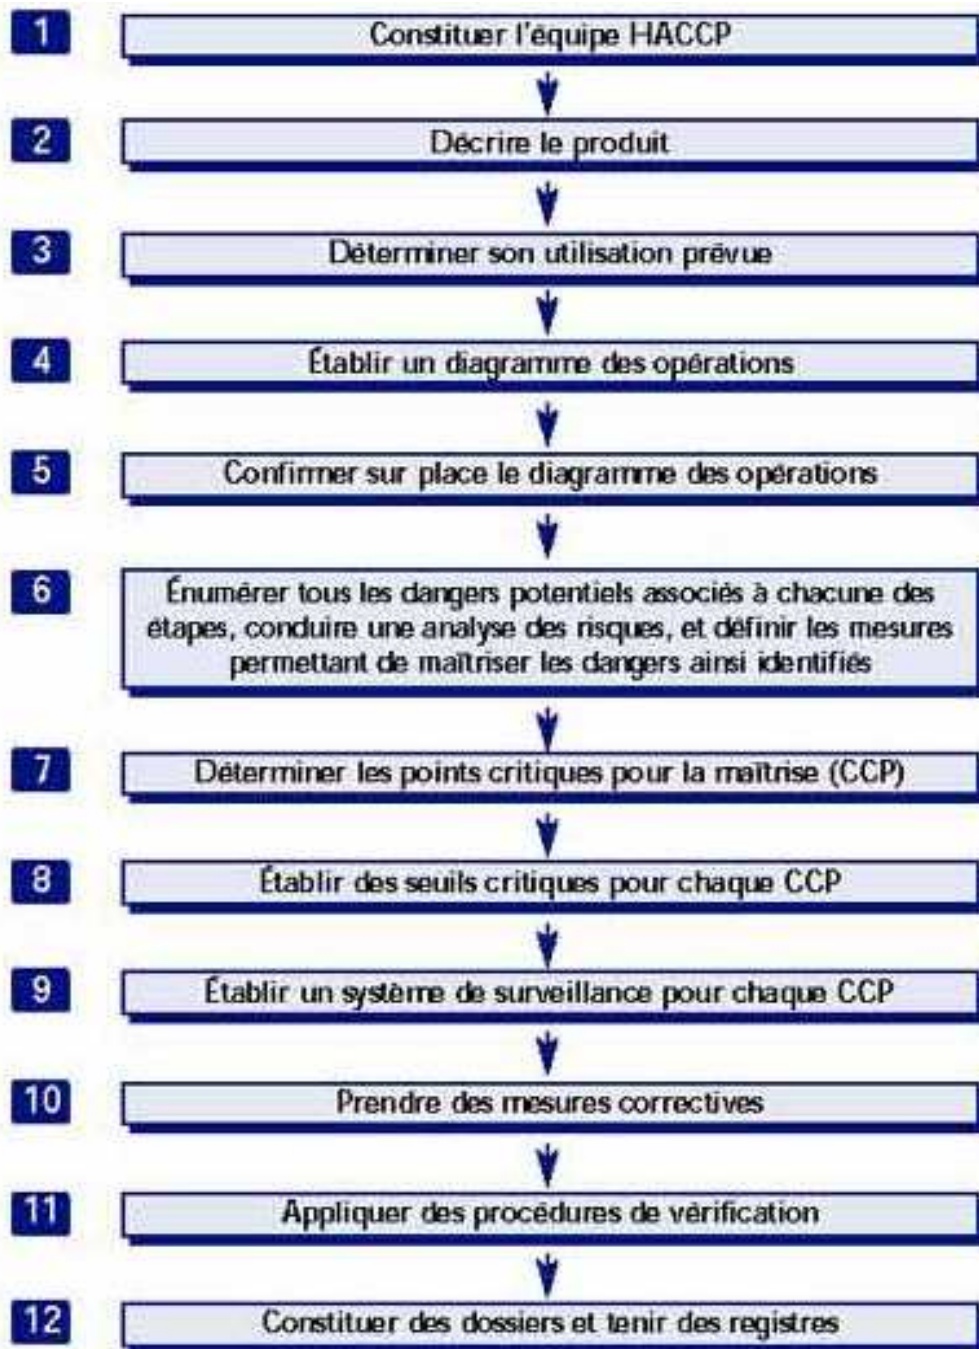 1
Constituer l'équipe HACCP
2
Décrire le produit
3
Déterminer son utilisation prévue
4
Établir un diagramme des opérations
5
Confirmer sur place le diagramme des opérations
6
Énumérer tous les dangers potentiels associés à chacune des
étapes, conduire une analyse des risques, et définir les mesures
permettant de maîtriser les dangers ainsi identifiés
7
Déterminer les points critiques pour la maîtrise (CCP)
8
Établir des seuils critiques pour chaque CCP
9
Établir un système de surveillance pour chaque CCP
10
Prendre des mesures correctives
11
Appliquer des procédures de vérification
12
Constituer des dossiers et tenir des registres